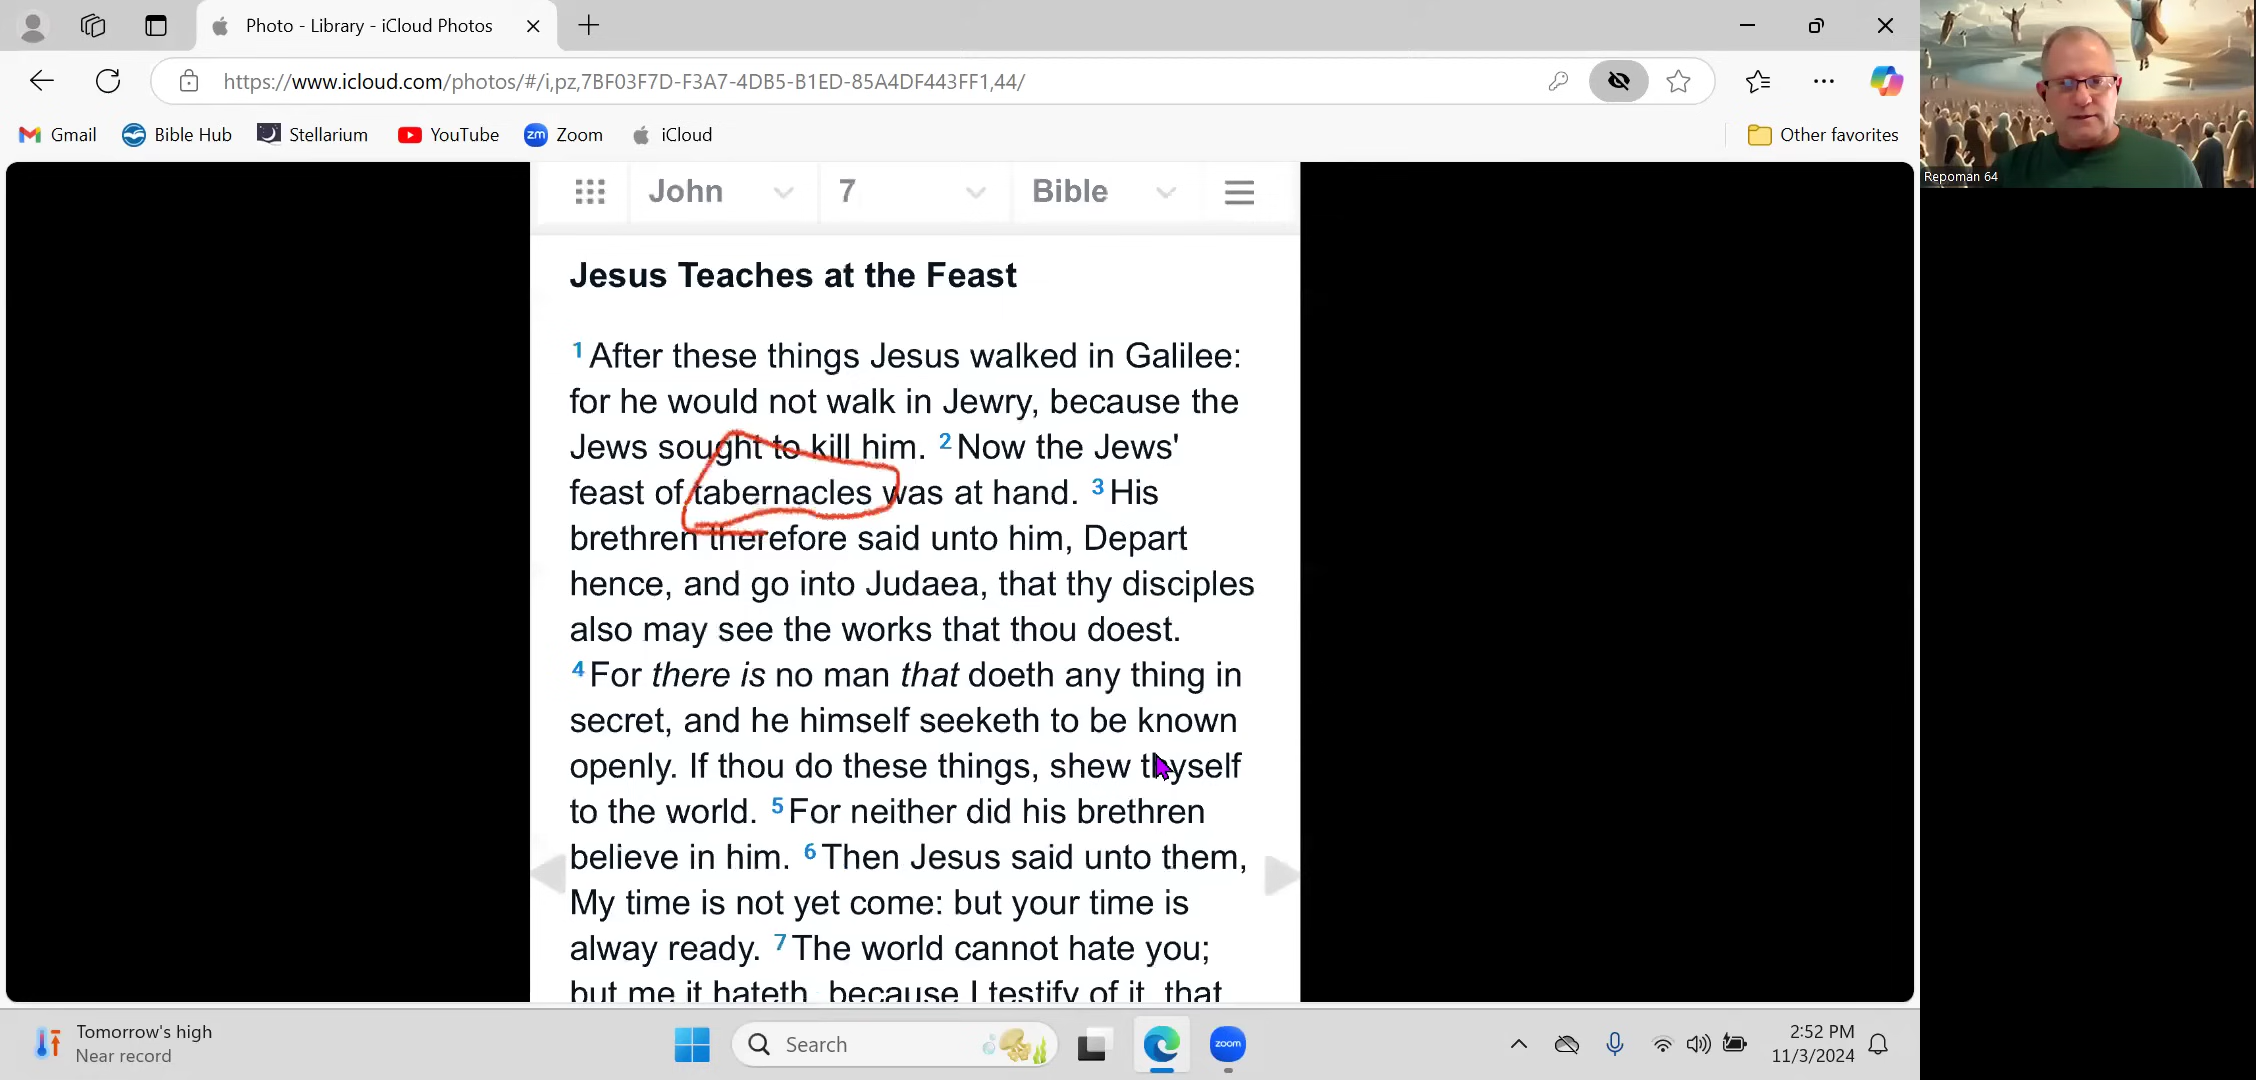 Photo - Library - iCloud Photos
https://www.icloud.com/photos/#/i,pz,7BF03F7D-F3A7-4DB5-B1ED-85A4DF443FF1,44/
Gmail Bible Hub Stellarium YouTube zm Zoom iCloud Other favorites
Repoman 64
John 7 Bible
Jesus Teaches at the Feast
1 After these things Jesus walked in Galilee:
for he would not walk in Jewry, because the
Jews sought to kill him. 2 Now the Jews'
feast of tabernacles was at hand. 3 His
brethren therefore said unto him, Depart
hence, and go into Judaea, that thy disciples
also may see the works that thou doest.
4 For there is no man that doeth any thing in
secret, and he himself seeketh to be known
openly. If thou do these things, shew thyself
to the world. 5 For neither did his brethren
believe in him. 6 Then Jesus said unto them,
My time is not yet come: but your time is
alway ready. 7 The world cannot hate you;
but me it hateth, because I testify of it, that
Tomorrow's high
Near record
Search
zoom
2:52 PM
11/3/2024